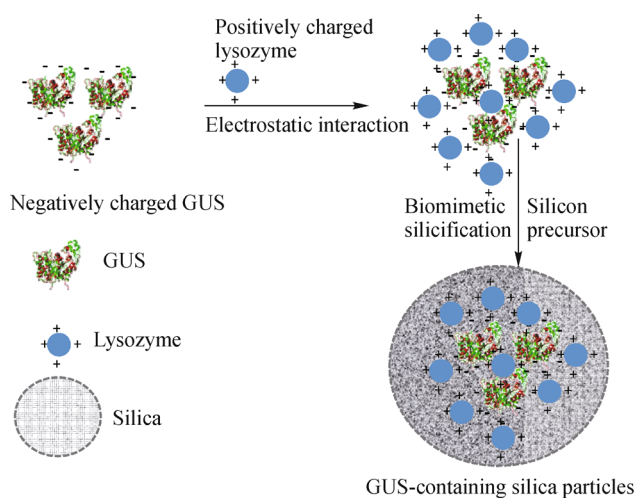 Positively charged
lysozyme
Electrostatic interaction
Negatively charged GUS
Biomimetic
silicification
Silicon
precursor
GUS
Lysozyme
Silica
GUS-containing silica particles